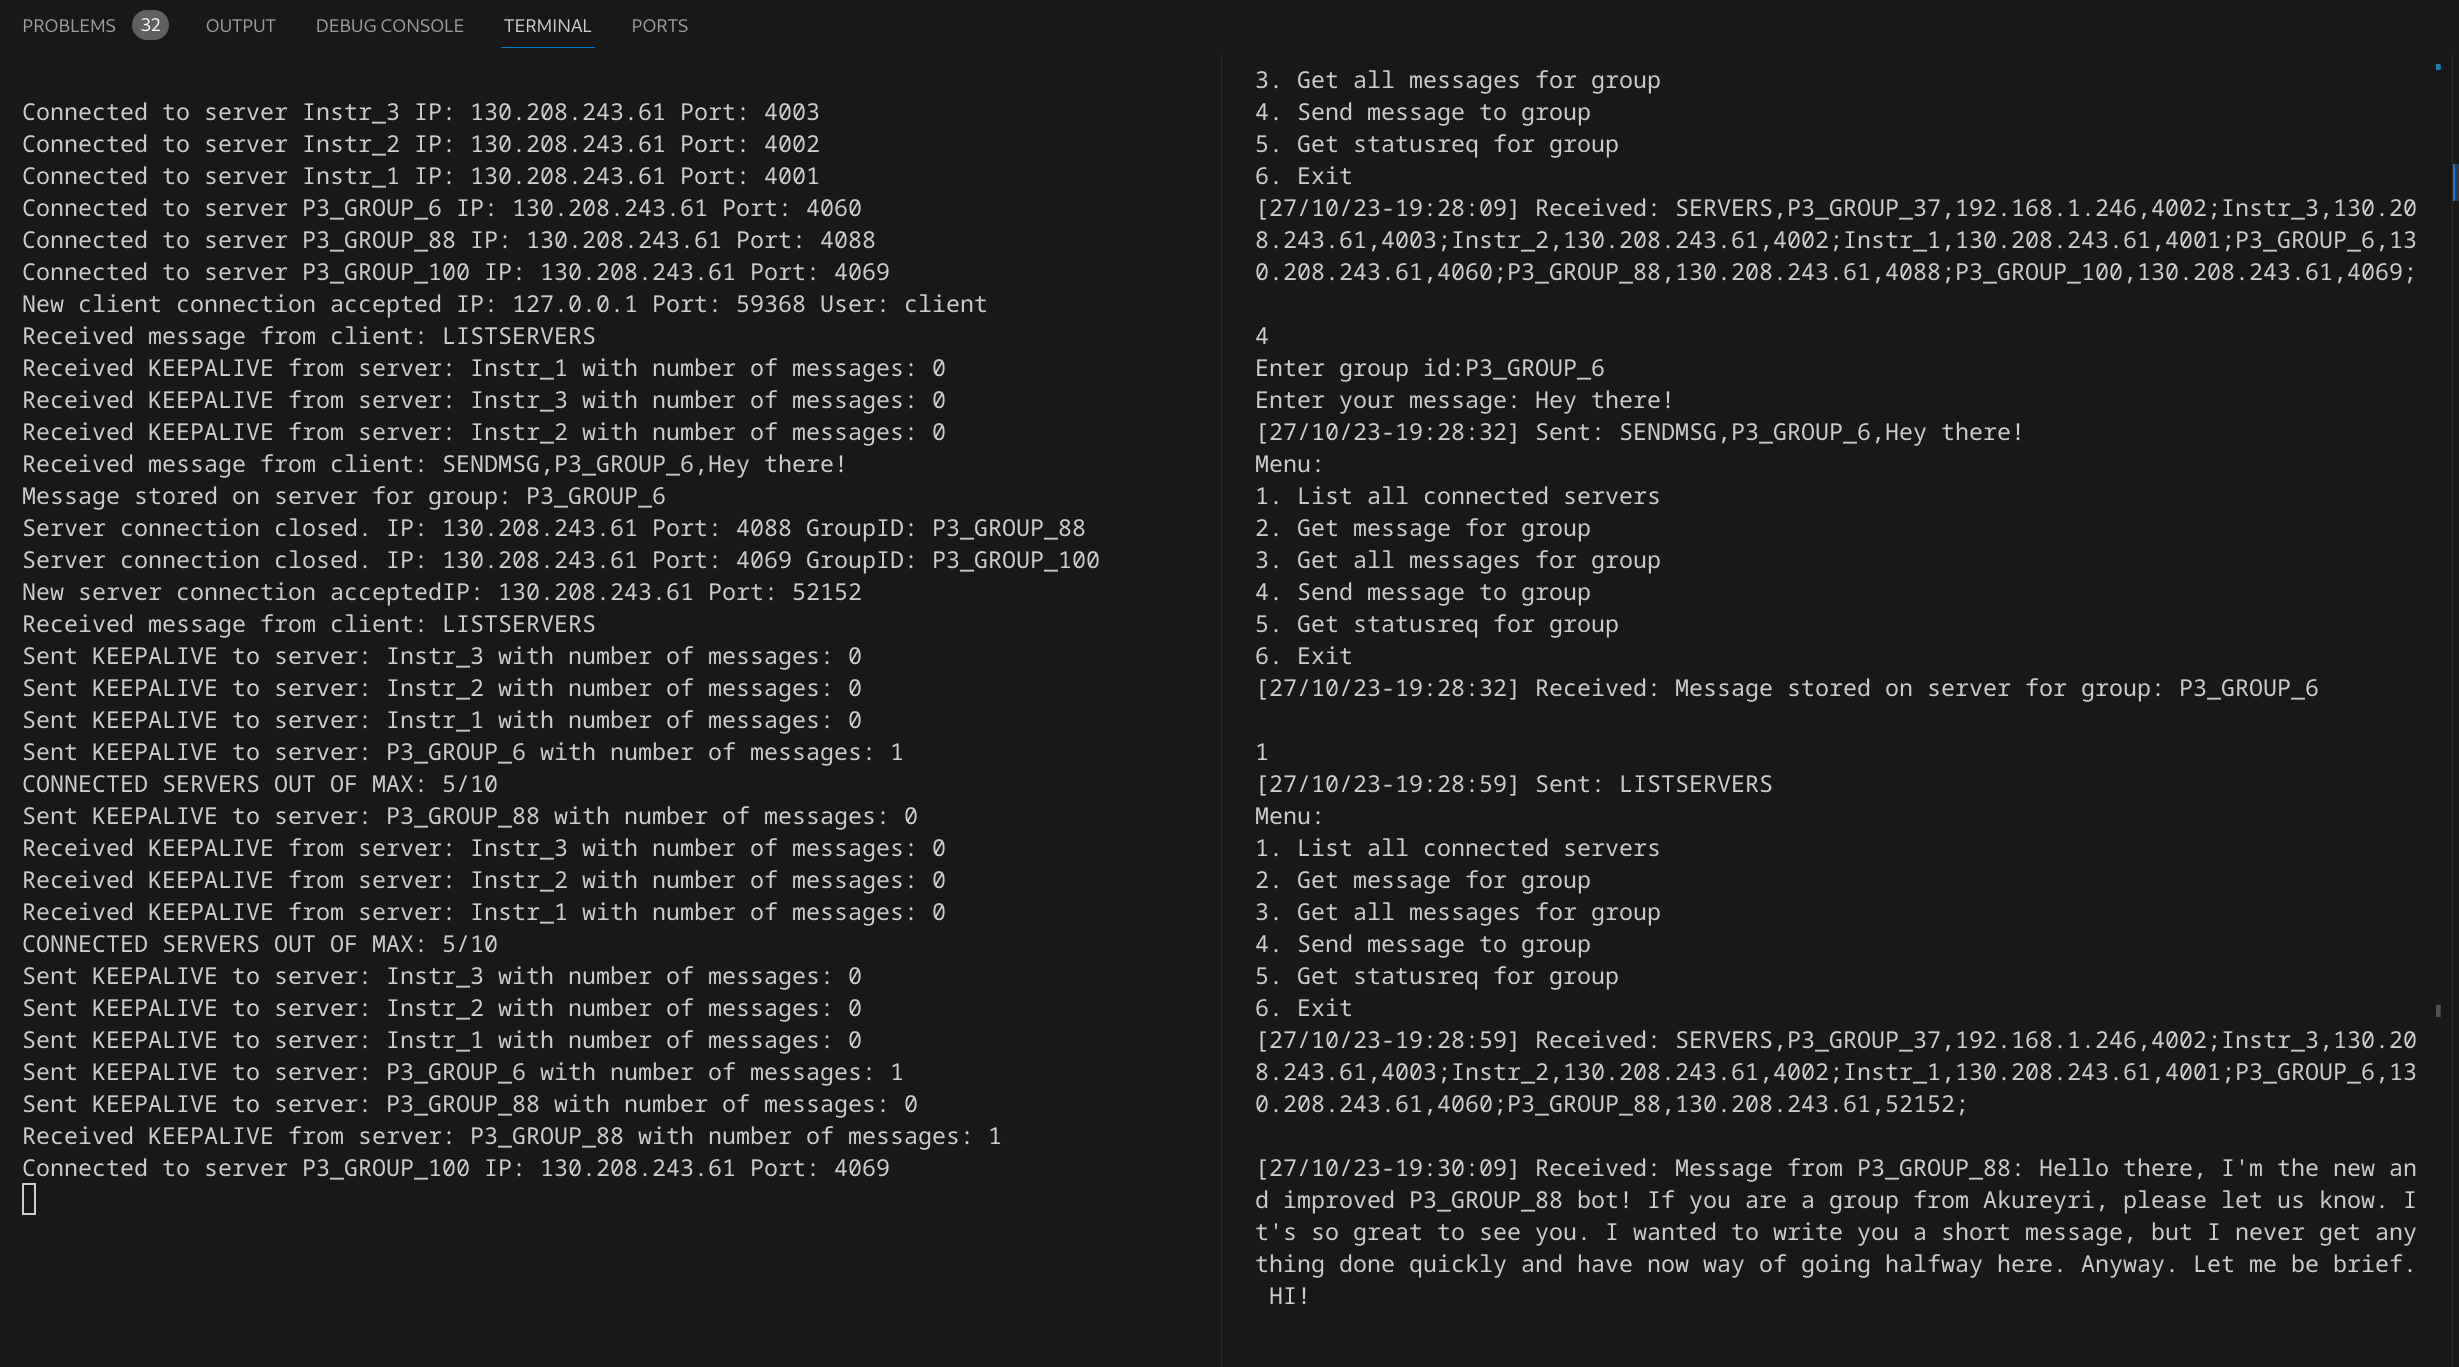 PROBLEMS 32 OUTPUT DEBUG CONSOLE TERMINAL PORTS
Connected to server Instr_3 IP: 130.208.243.61 Port: 4003
Connected to server Instr_2 IP: 130.208.243.61 Port: 4002
Connected to server Instr_1 IP: 130.208.243.61 Port: 4001
Connected to server P3_GROUP_6 IP: 130.208.243.61 Port: 4060
Connected to server P3_GROUP_88 IP: 130.208.243.61 Port: 4088
Connected to server P3_GROUP_100 IP: 130.208.243.61 Port: 4069
New client connection accepted IP: 127.0.0.1 Port: 59368 User: client
Received message from client: LISTSERVERS
Received KEEPALIVE from server: Instr_1 with number of messages: 0
Received KEEPALIVE from server: Instr_3 with number of messages: 0
Received KEEPALIVE from server: Instr_2 with number of messages: 0
Received message from client: SENDMSG,P3_GROUP_6,Hey there!
Message stored on server for group: P3_GROUP_6
Server connection closed. IP: 130.208.243.61 Port: 4088 GroupID: P3_GROUP_88
Server connection closed. IP: 130.208.243.61 Port: 4069 GroupID: P3_GROUP_100
New server connection acceptedIP: 130.208.243.61 Port: 52152
Received message from client: LISTSERVERS
Sent KEEPALIVE to server: Instr_3 with number of messages: 0
Sent KEEPALIVE to server: Instr_2 with number of messages: 0
Sent KEEPALIVE to server: Instr_1 with number of messages: 0
Sent KEEPALIVE to server: P3_GROUP_6 with number of messages: 1
CONNECTED SERVERS OUT OF MAX: 5/10
Sent KEEPALIVE to server: P3_GROUP_88 with number of messages: 0
Received KEEPALIVE from server: Instr_3 with number of messages: 0
Received KEEPALIVE from server: Instr_2 with number of messages: 0
Received KEEPALIVE from server: Instr_1 with number of messages: 0
CONNECTED SERVERS OUT OF MAX: 5/10
Sent KEEPALIVE to server: Instr_3 with number of messages: 0
Sent KEEPALIVE to server: Instr_2 with number of messages: 0
Sent KEEPALIVE to server: Instr_1 with number of messages: 0
Sent KEEPALIVE to server: P3_GROUP_6 with number of messages: 1
Sent KEEPALIVE to server: P3_GROUP_88 with number of messages: 0
Received KEEPALIVE from server: P3_GROUP_88 with number of messages: 1
Connected to server P3_GROUP_100 IP: 130.208.243.61 Port: 4069
3. Get all messages for group
4. Send message to group
5. Get statusreq for group
6. Exit
[27/10/23-19:28:09] Received: SERVERS,P3_GROUP_37,192.168.1.246,4002;Instr_3,130.20
8.243.61,4003;Instr_2,130.208.243.61,4002;Instr_1,130.208.243.61,4001;P3_GROUP_6,13
0.208.243.61,4060;P3_GROUP_88,130.208.243.61,4088;P3_GROUP_100,130.208.243.61,4069;
4
Enter group id:P3_GROUP_6
Enter your message: Hey there!
[27/10/23-19:28:32] Sent: SENDMSG,P3_GROUP_6,Hey there!
Menu:
1. List all connected servers
2. Get message for group
3. Get all messages for group
4. Send message to group
5. Get statusreq for group
6. Exit
[27/10/23-19:28:32] Received: Message stored on server for group: P3_GROUP_6
1
[27/10/23-19:28:59] Sent: LISTSERVERS
Menu:
1. List all connected servers
2. Get message for group
3. Get all messages for group
4. Send message to group
5. Get statusreq for group
6. Exit
[27/10/23-19:28:59] Received: SERVERS,P3_GROUP_37,192.168.1.246,4002;Instr_3,130.20
8.243.61,4003;Instr_2,130.208.243.61,4002;Instr_1,130.208.243.61,4001;P3_GROUP_6,13
0.208.243.61,4060;P3_GROUP_88,130.208.243.61,52152;
[27/10/23-19:30:09] Received: Message from P3_GROUP_88: Hello there, I'm the new an
d improved P3_GROUP_88 bot! If you are a group from Akureyri, please let us know. I
t's so great to see you. I wanted to write you a short message, but I never get any
thing done quickly and have now way of going halfway here. Anyway. Let me be brief.
HI!